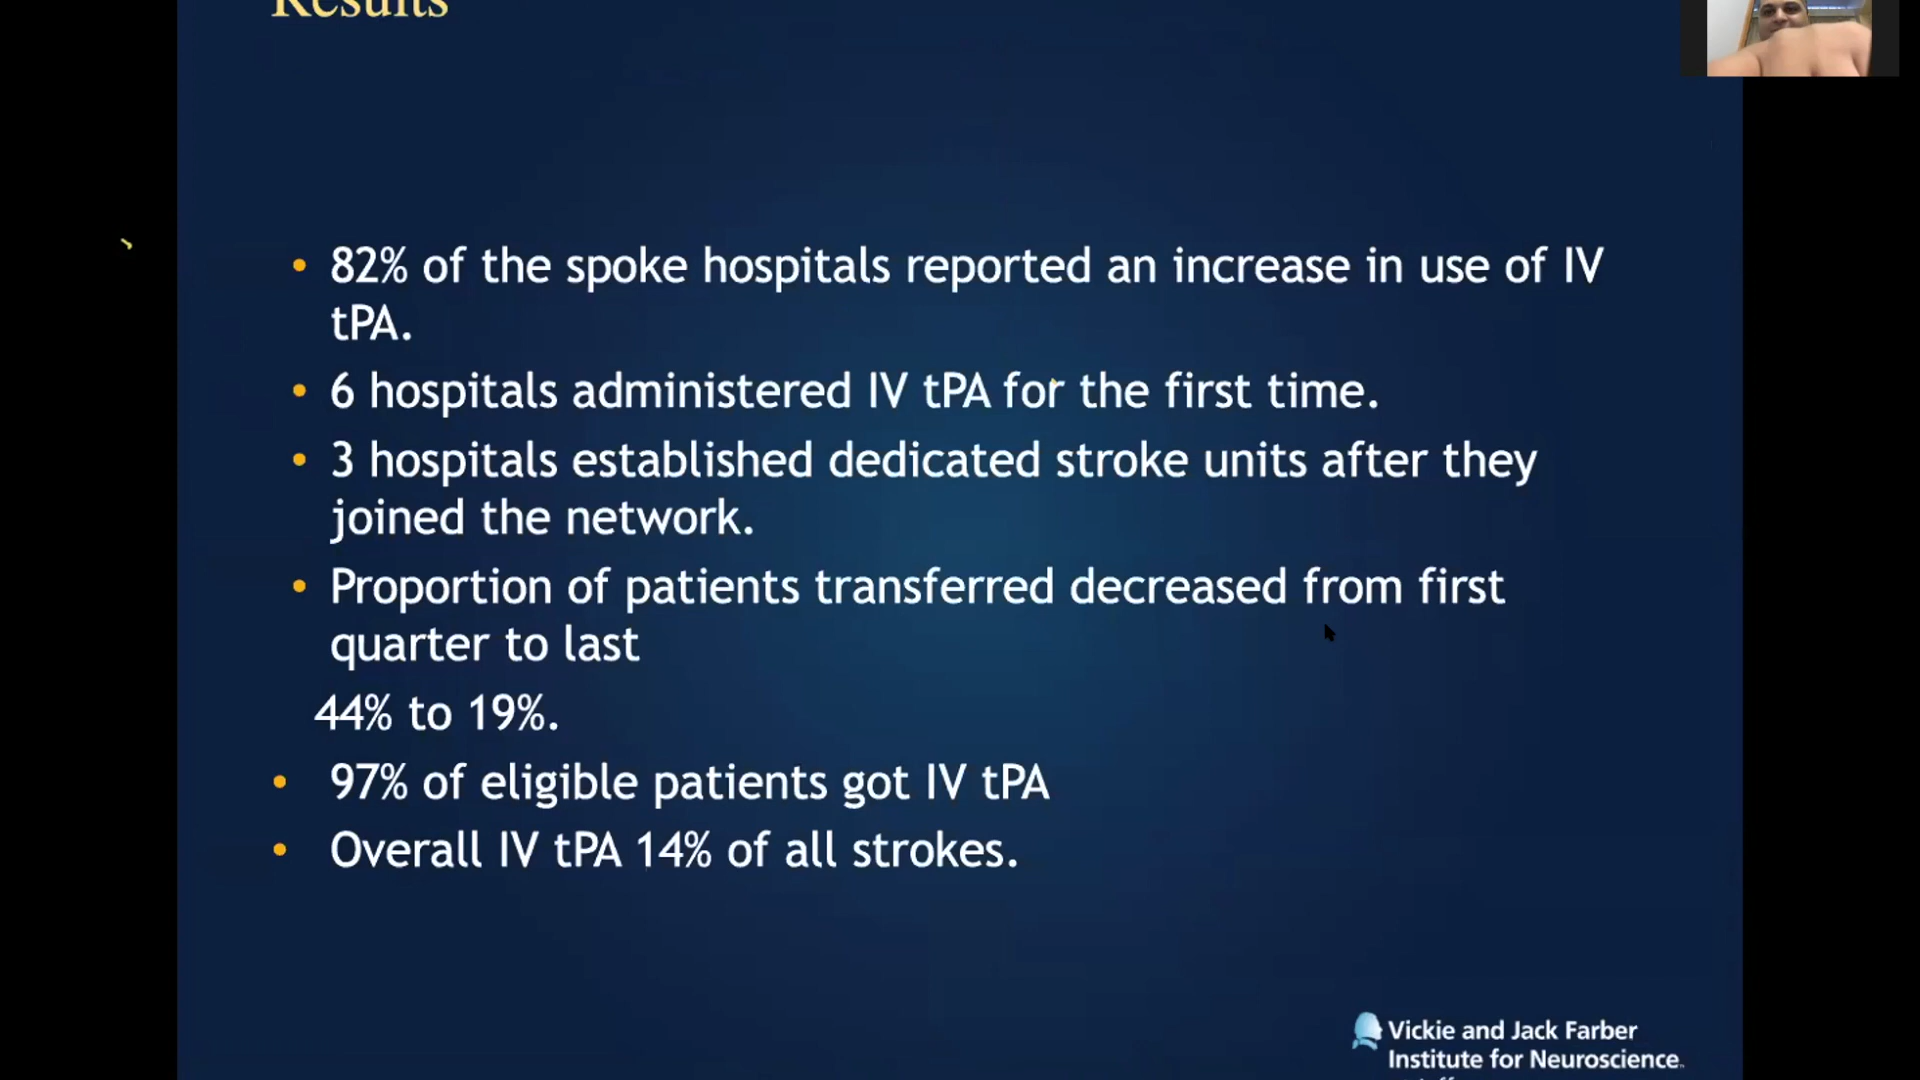 Results
• 82% of the spoke hospitals reported an increase in use of IV
tPA.
• 6 hospitals administered IV tPA for the first time.
• 3 hospitals established dedicated stroke units after they
joined the network.
• Proportion of patients transferred decreased from first
quarter to last
44% to 19%.
• 97% of eligible patients got IV tPA
• Overall IV tPA 14% of all strokes.
Vickie and Jack Farber
Institute for Neuroscience